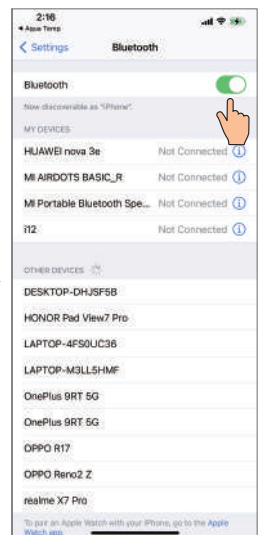 2:16
Aqua Temp
Settings
Bluetooth
Bluetooth
Now discoverable as "iPhone".
MY DEVICES
HUAWEI nova 3e Not Connected
MI AIRDOTS BASIC_R Not Connected
MI Portable Bluetooth Spe... Not Connected
i12 Not Connected
OTHER DEVICES
DESKTOP-DHJSF5B
HONOR Pad View7 Pro
LAPTOP-4FS0UC36
LAPTOP-M3LL5HMF
OnePlus 9RT 5G
OnePlus 9RT 5G
OPPO R17
OPPO Reno2 Z
realme X7 Pro
To pair an Apple Watch with your iPhone, go to the Apple
Watch app.